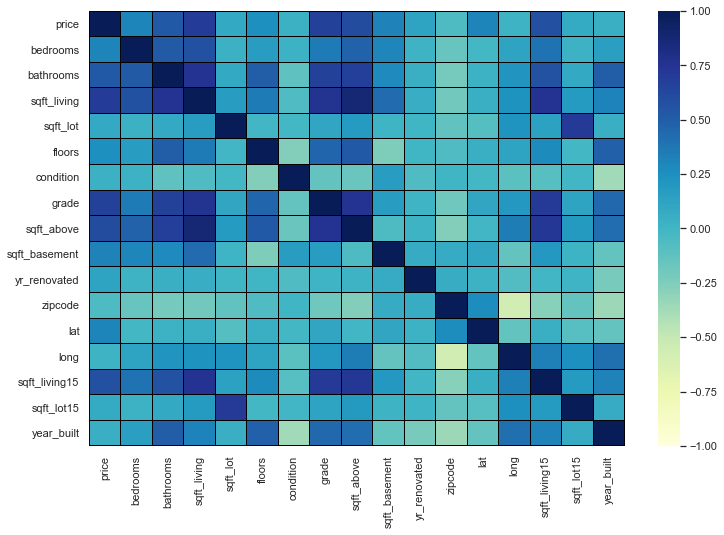 price
bedrooms
bathrooms
sqft_living
sqft_lot
floors
condition
grade
sqft_above
sqft_basement
yr_renovated
zipcode
lat
long
sqft_living15
sqft_lot15
year_built
price
bedrooms
bathrooms
sqft_living
sqft_lot
floors
condition
grade
sqft_above
sqft_basement
yr_renovated
zipcode
lat
long
sqft_living15
sqft_lot15
year_built
1.00
0.75
0.50
0.25
0.00
−0.25
−0.50
−0.75
−1.00